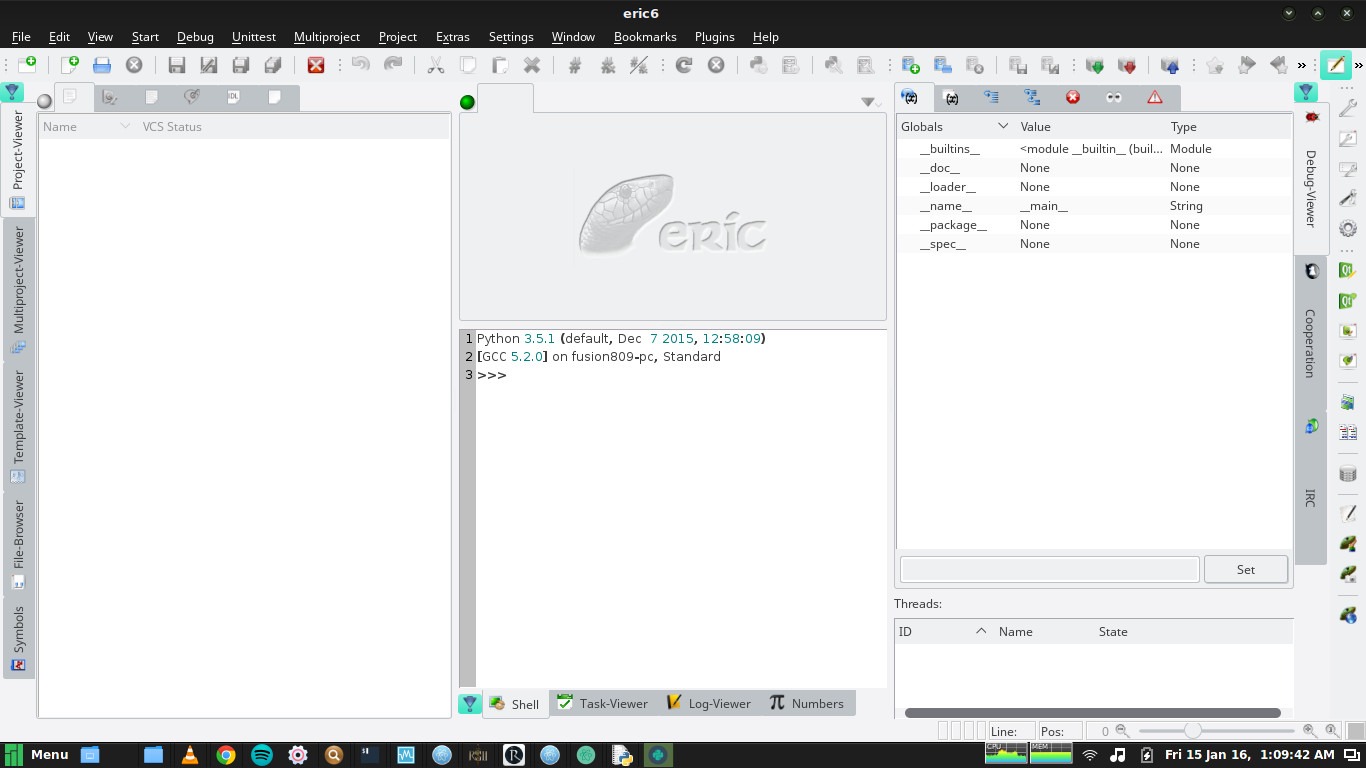 eric6
File Edit View Start Debug Unittest Multiproject Project Extras Settings Window Bookmarks Plugins Help
Project-Viewer
Multiproject-Viewer
Template-Viewer
File-Browser
Symbols
IDL
Name VCS Status
eric
1 Python 3.5.1 (default, Dec  7 2015, 12:58:09)
2 [GCC 5.2.0] on fusion809-pc, Standard
3 >>>
Shell Task-Viewer Log-Viewer Numbers
Globals Value Type
__builtins__ <module __builtin__ (buil... Module
__doc__ None None
__loader__ None None
__name__ __main__ String
__package__ None None
__spec__ None None
Set
Threads:
ID Name State
Debug-Viewer
Cooperation
IRC
Line: Pos: 0
Menu
CPU MEM
Fri 15 Jan 16, 1:09:42 AM